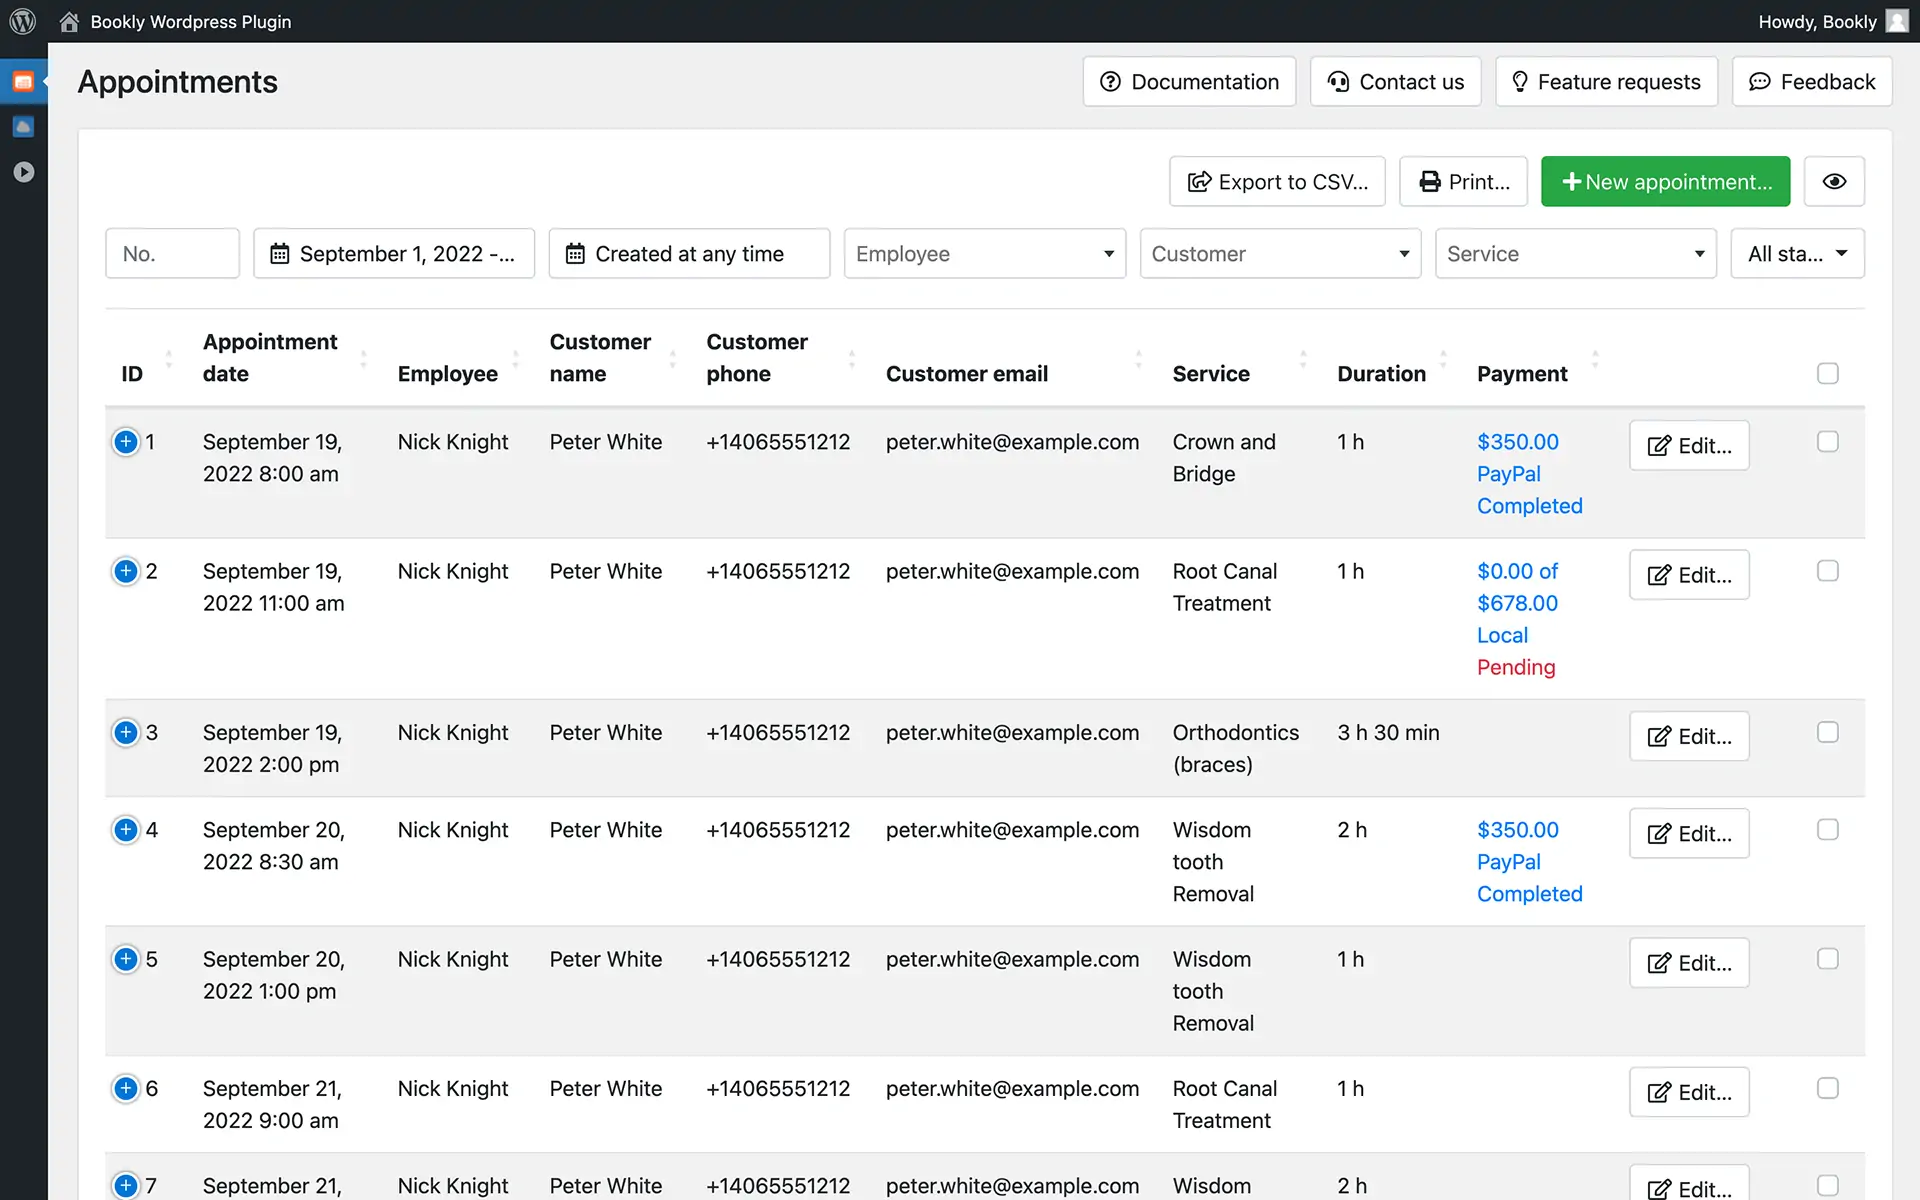 Bookly Wordpress Plugin
Howdy, Bookly
Appointments
Documentation
Contact us
Feature requests
Feedback
Export to CSV...
Print...
New appointment...
No.
September 1, 2022 -...
Created at any time
Employee
Customer
Service
All sta...
ID
Appointment
date
Employee
Customer
name
Customer
phone
Customer email
Service
Duration
Payment
1
September 19,
2022 8:00 am
Nick Knight
Peter White
+14065551212
peter.white@example.com
Crown and
Bridge
1 h
$350.00
PayPal
Completed
Edit...
2
September 19,
2022 11:00 am
Nick Knight
Peter White
+14065551212
peter.white@example.com
Root Canal
Treatment
1 h
$0.00 of
$678.00
Local
Pending
Edit...
3
September 19,
2022 2:00 pm
Nick Knight
Peter White
+14065551212
peter.white@example.com
Orthodontics
(braces)
3 h 30 min
Edit...
4
September 20,
2022 8:30 am
Nick Knight
Peter White
+14065551212
peter.white@example.com
Wisdom
tooth
Removal
2 h
$350.00
PayPal
Completed
Edit...
5
September 20,
2022 1:00 pm
Nick Knight
Peter White
+14065551212
peter.white@example.com
Wisdom
tooth
Removal
1 h
Edit...
6
September 21,
2022 9:00 am
Nick Knight
Peter White
+14065551212
peter.white@example.com
Root Canal
Treatment
1 h
Edit...
7
September 21,
Nick Knight
Peter White
+14065551212
peter.white@example.com
Wisdom
2 h
Edit...